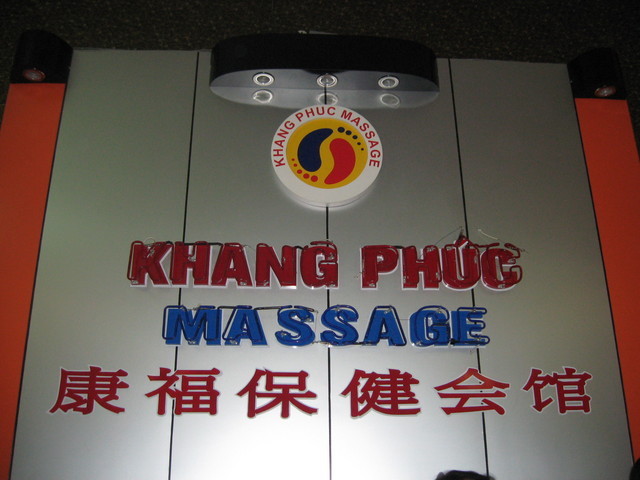 KHANG PHUC MASSAGE
KHANG PHÚC
MASSAGE
康福保健会馆